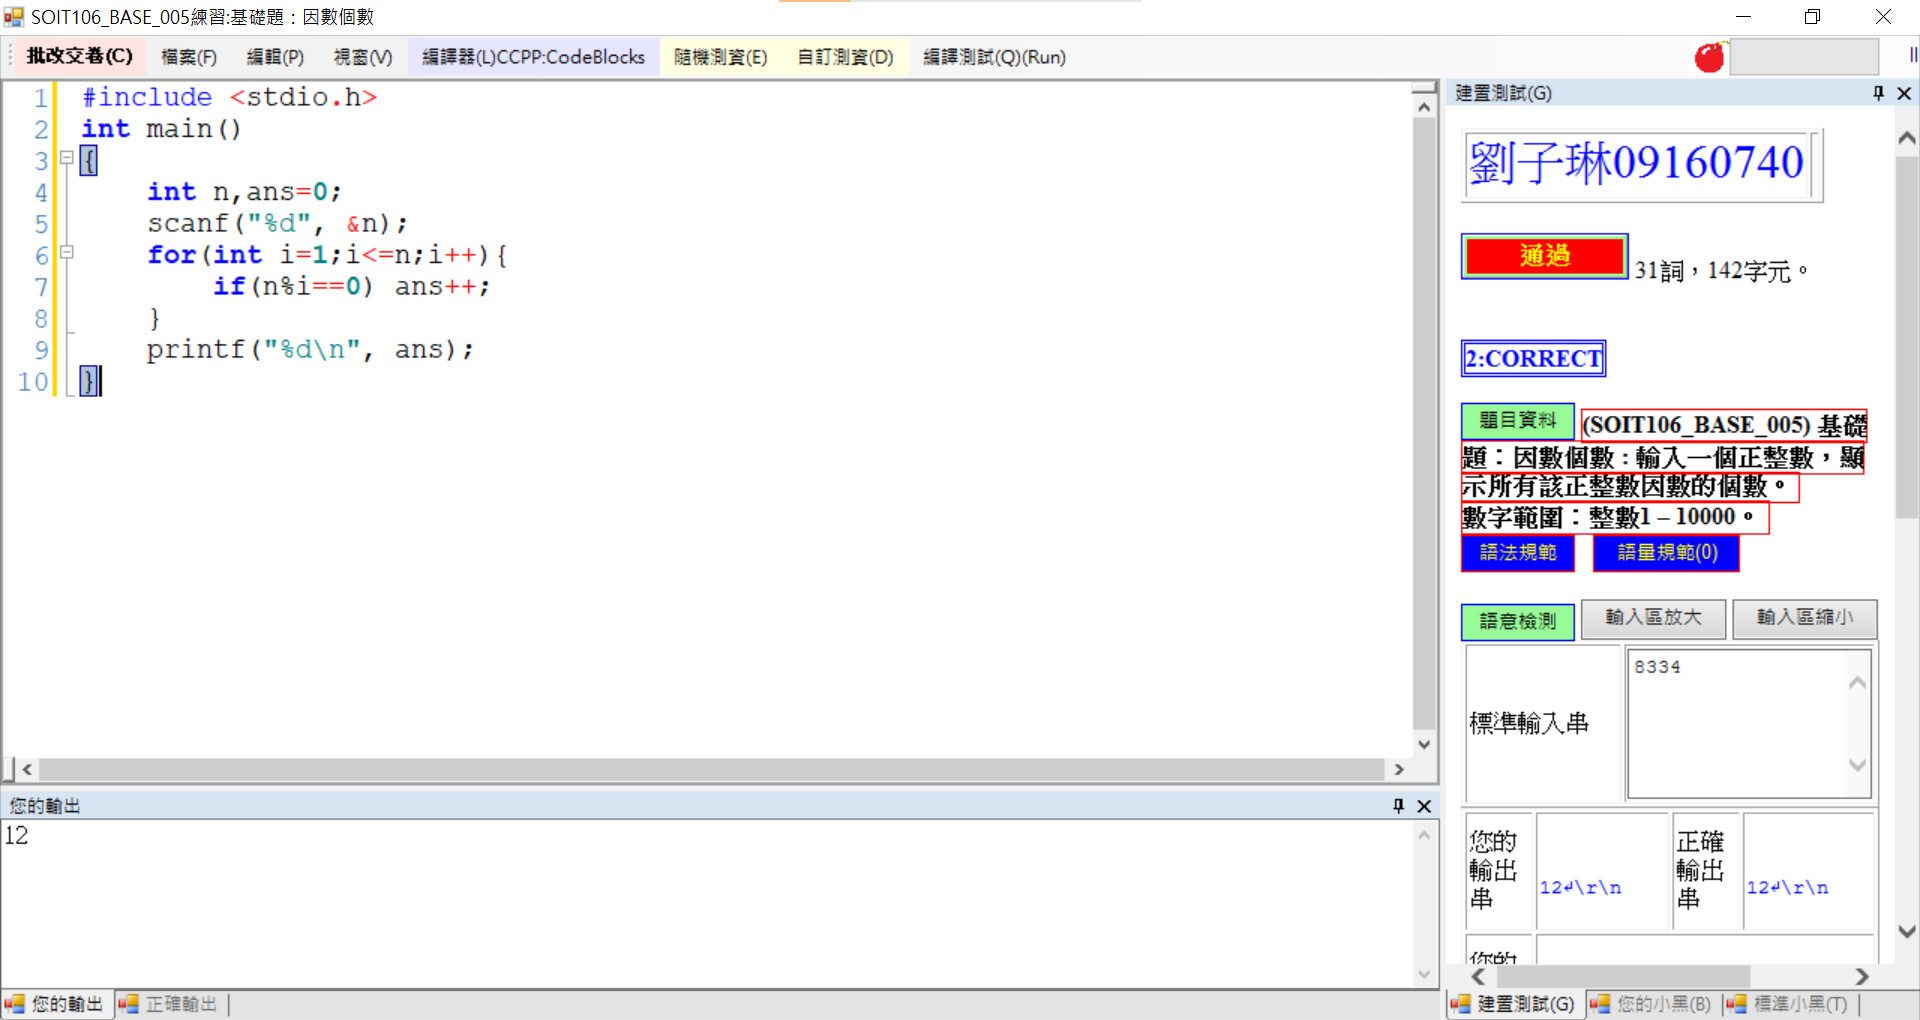 SOIT106_BASE_005練習:基礎題：因數個數
批改交卷(C) 檔案(F) 編輯(P) 視窗(V) 編譯器(L)CCPP:CodeBlocks 隨機測資(E) 自訂測資(D) 編譯測試(Q)(Run)
1 #include <stdio.h>
2 int main()
3 {
4 int n,ans=0;
5 scanf("%d", &n);
6 for(int i=1;i<=n;i++){
7 if(n%i==0) ans++;
8 }
9 printf("%d\n", ans);
10 }
您的輸出
12
您的輸出 正確輸出
建置測試(G)
劉子琳09160740
通過 31詞，142字元。
2:CORRECT
題目資料 (SOIT106_BASE_005) 基礎
題：因數個數：輸入一個正整數，顯
示所有該正整數因數的個數。
數字範圍：整數1 – 10000。
語法規範 語量規範(0)
語意檢測 輸入區放大 輸入區縮小
標準輸入串 8334
您的輸出串 12↲\r\n 正確輸出串 12↲\r\n
您的
建置測試(G) 您的小黑(B) 標準小黑(T)